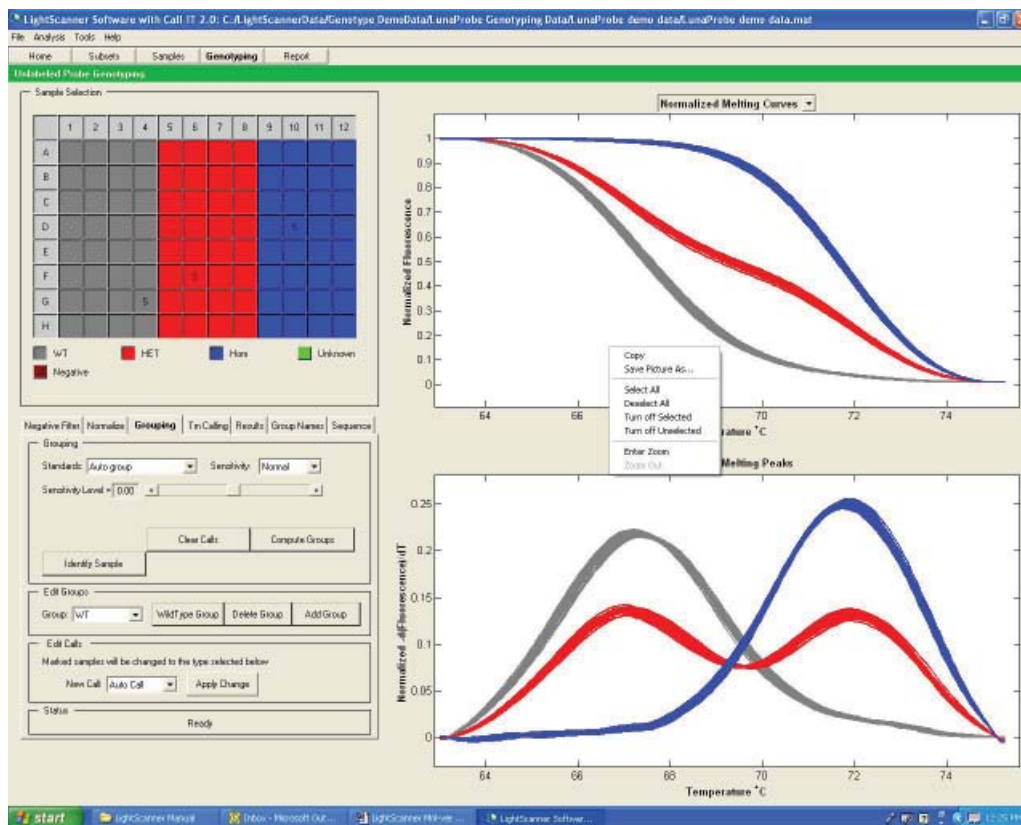 LightScanner Software with Call IT 2.0: C:/LightScannerData/Genotype DemoData/LunaProbe Genotyping Data/LunaProbe demo data/LunaProbe demo data.mat
File Analysis Tools Help
Home Subsets Samples Genotyping Report
Unlabeled Probe Genotyping
Sample Selection
1 2 3 4 5 6 7 8 9 10 11 12
A
B
C
D S
E
F S
G S
H
WT HET Hom Unknown
Negative
Negative Filter Normalize Grouping Tm Calling Results Group Names Sequence
Grouping
Standards: Auto group Sensitivity: Normal
Sensitivity Level = 0.00
Clear Calls Compute Groups
Identify Sample
Edit Groups
Group: WT WildType Group Delete Group Add Group
Edit Calls
Marked samples will be changed to the type selected below
New Call: Auto Call Apply Change
Status
Ready
Normalized Melting Curves
Normalized Fluorescence
1
0.9
0.8
0.7
0.6
0.5
0.4
0.3
0.2
0.1
0
64 66 68 70 72 74
Copy
Save Picture As...
Select All
Deselect All
Turn off Selected
Turn off Unselected
Enter Zoom
Zoom Out
erature °C
Melting Peaks
Normalized -d(Fluorescence)/dT
0.25
0.2
0.15
0.1
0.05
0
64 66 68 70 72 74
Temperature °C
start LightScanner Manual Inbox - Microsoft Out... LightScanner Softwar... 12:25 PM